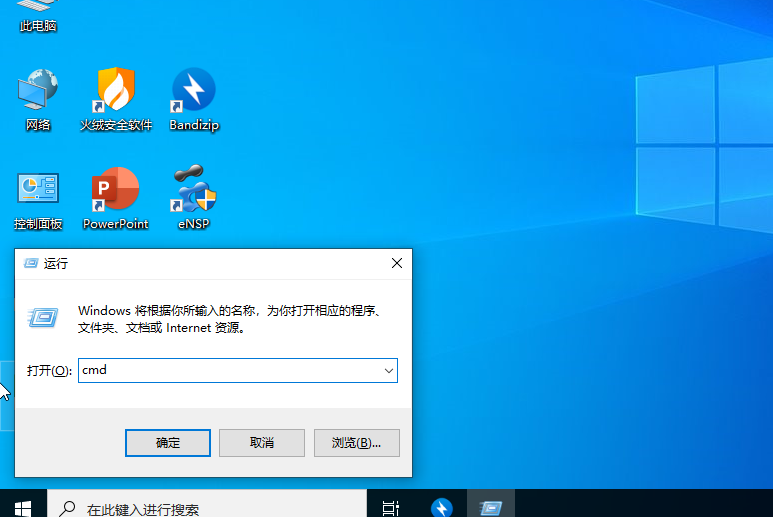 此电脑
网络
火绒安全软件
Bandizip
控制面板
PowerPoint
eNSP
运行
Windows 将根据你所输入的名称，为你打开相应的程序、
文件夹、文档或 Internet 资源。
打开(O):
cmd
确定
取消
浏览(B)...
在此键入进行搜索